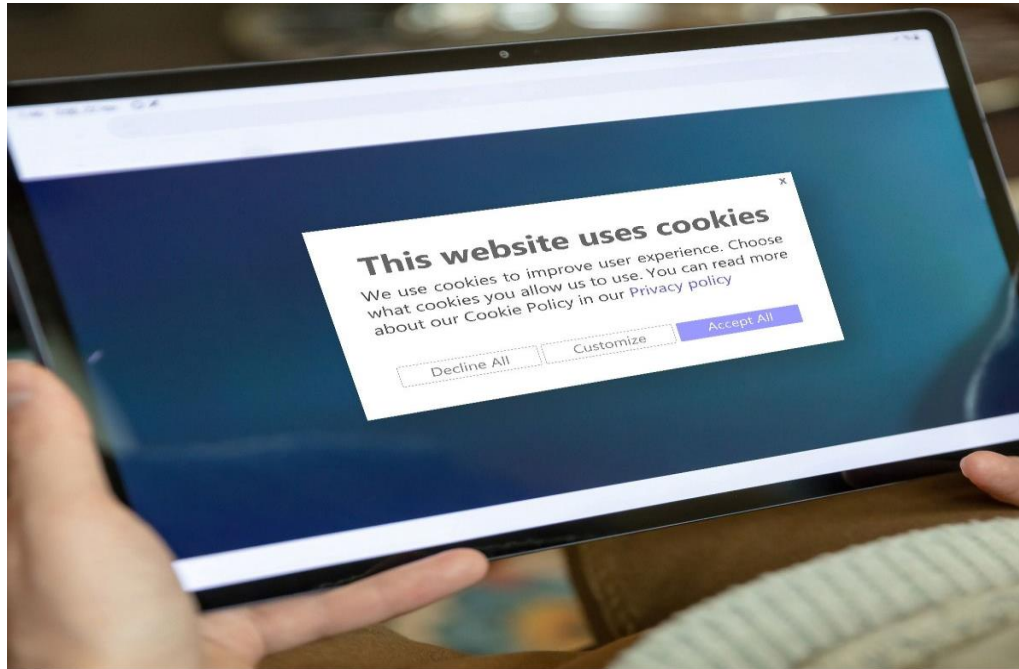 x
This website uses cookies
We use cookies to improve user experience. Choose
what cookies you allow us to use. You can read more
about our Cookie Policy in our Privacy policy
Decline All
Customize
Accept All